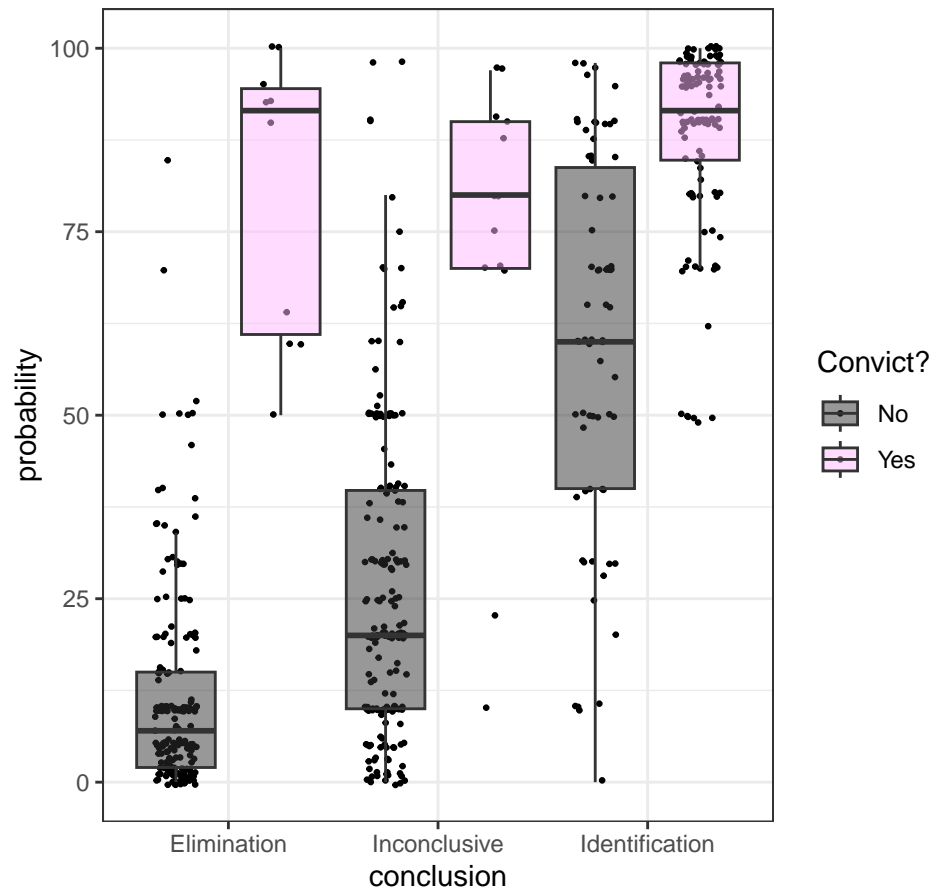 100
75
50
25
0
probability
Elimination
Inconclusive
Identification
conclusion
Convict?
No
Yes